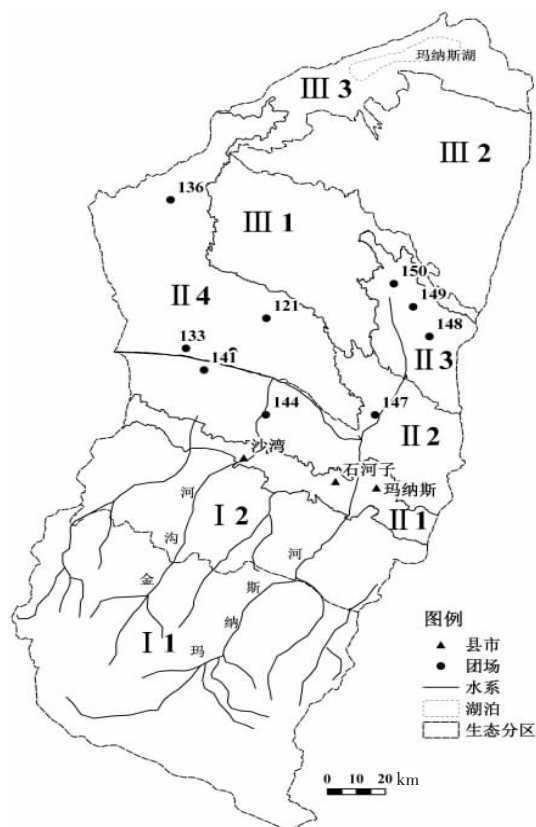 玛纳斯湖
Ⅲ 3
Ⅲ 2
136
Ⅲ 1
150
149
Ⅱ 4
121
148
133
Ⅱ 3
141
144
147
Ⅱ 2
沙湾
石河子
玛纳斯
河
Ⅰ 2
Ⅱ 1
沟
河
金
斯
纳
Ⅰ 1
玛
图例
县市
团场
水系
湖泊
生态分区
0 10 20 km